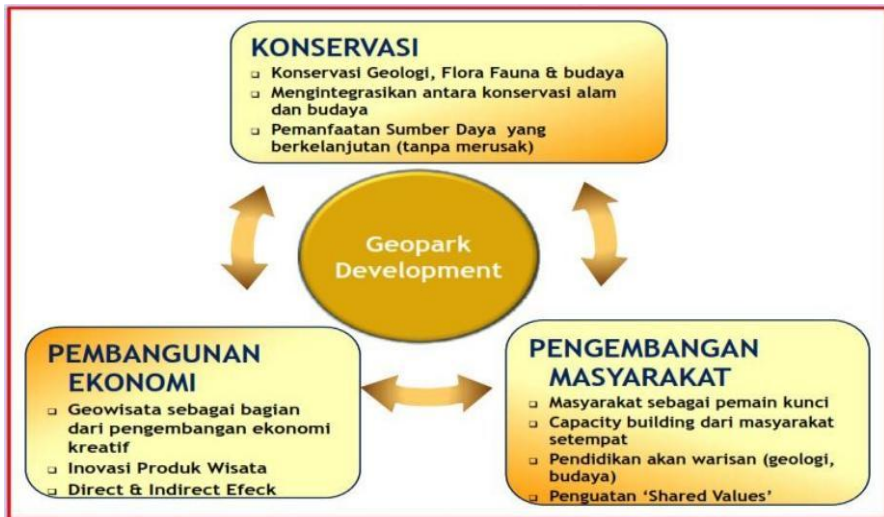 KONSERVASI
Konservasi Geologi, Flora Fauna & budaya
Mengintegrasikan antara konservasi alam
dan budaya
Pemanfaatan Sumber Daya yang
berkelanjutan (tanpa merusak)
Geopark
Development
PEMBANGUNAN
EKONOMI
Geowisata sebagai bagian
dari pengembangan ekonomi
kreatif
Inovasi Produk Wisata
Direct & Indirect Efeck
PENGEMBANGAN
MASYARAKAT
Masyarakat sebagai pemain kunci
Capacity building dari masyarakat
setempat
Pendidikan akan warisan (geologi,
budaya)
Penguatan ‘Shared Values’